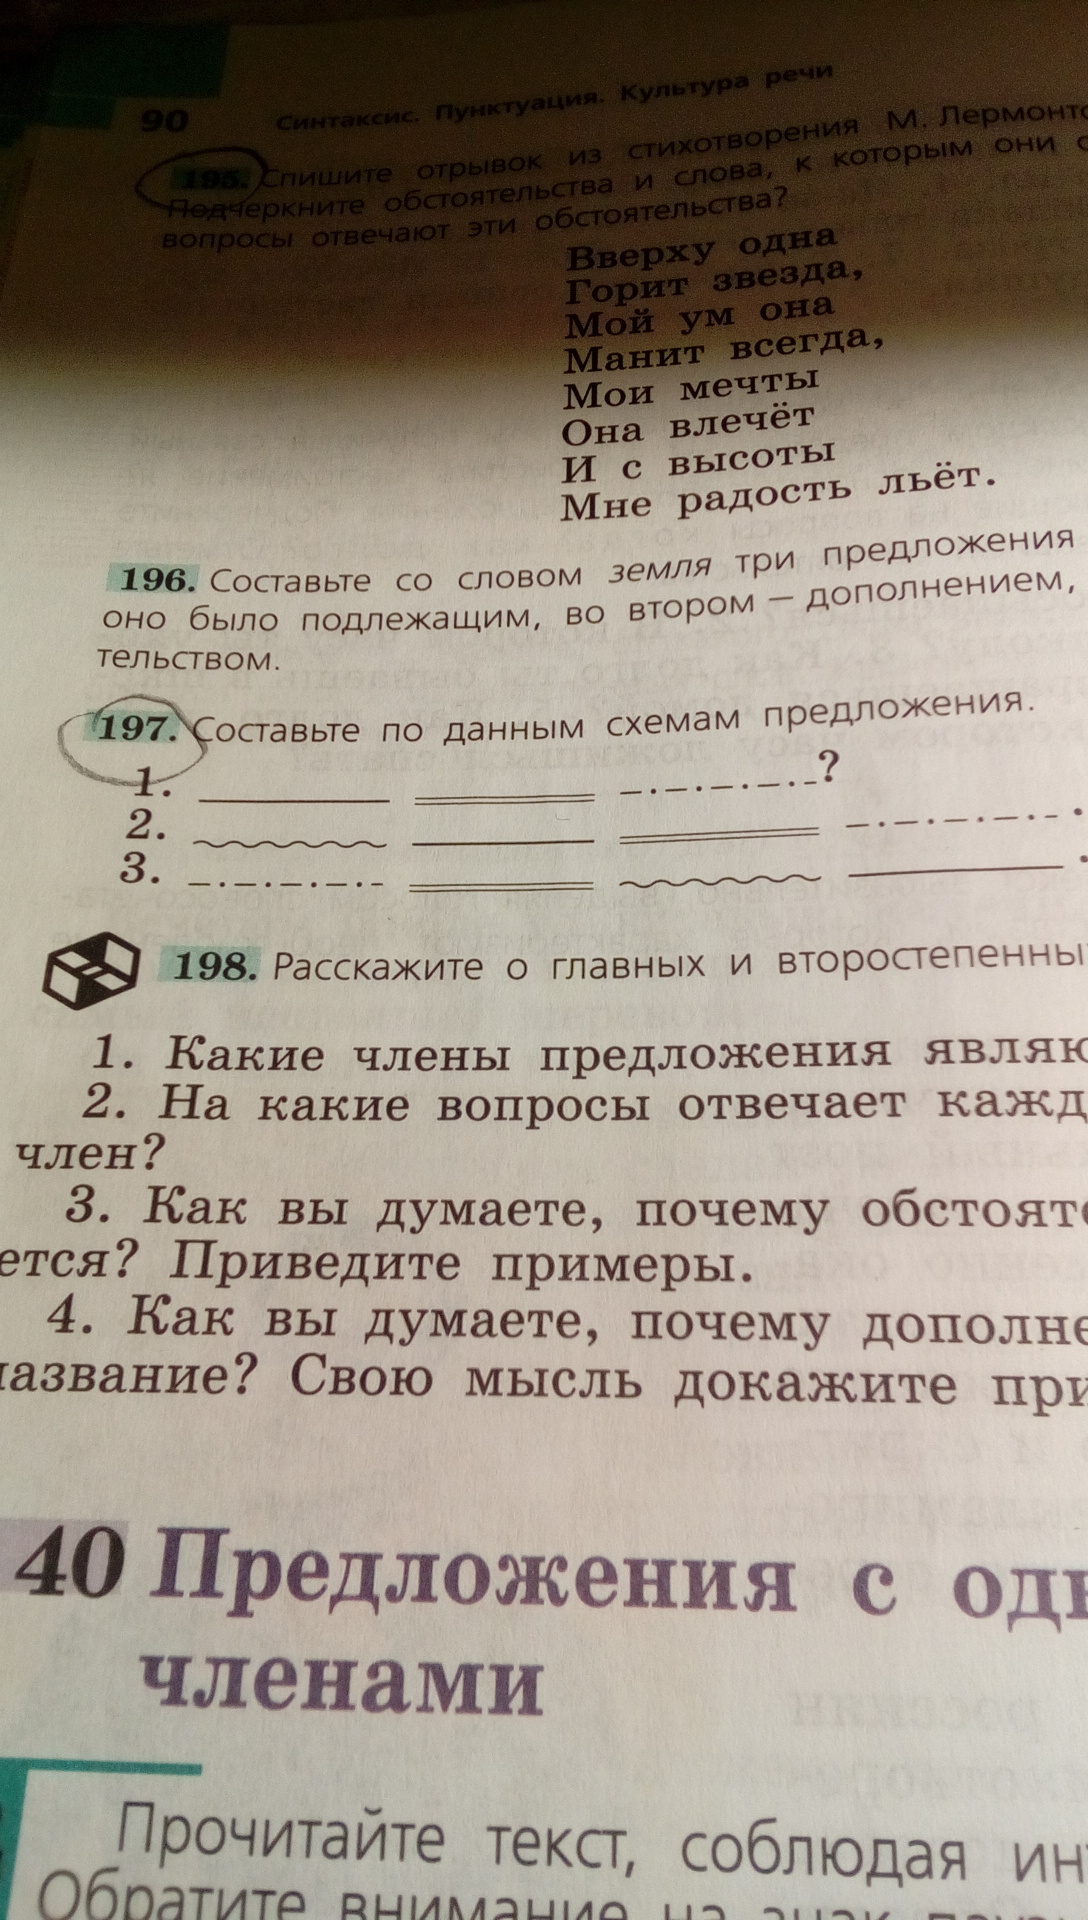 90 Синтаксис. Пунктуация. Культура речи
195. Спишите отрывок из стихотворения М. Лермонто
Подчеркните обстоятельства и слова, к которым они о
вопросы отвечают эти обстоятельства?
Вверху одна
Горит звезда,
Мой ум она
Манит всегда,
Мои мечты
Она влечёт
И с высоты
Мне радость льёт.
196. Составьте со словом земля три предложения
оно было подлежащим, во втором — дополнением,
тельством.
197. Составьте по данным схемам предложения.
1. ?
2. .
3. .
198. Расскажите о главных и второстепенны
1. Какие члены предложения являю
2. На какие вопросы отвечает кажд
член?
3. Как вы думаете, почему обстояте
ется? Приведите примеры.
4. Как вы думаете, почему дополне
название? Свою мысль докажите при
40 Предложения с одн
членами
Прочитайте текст, соблюдая ин
Обратите внимание на знак